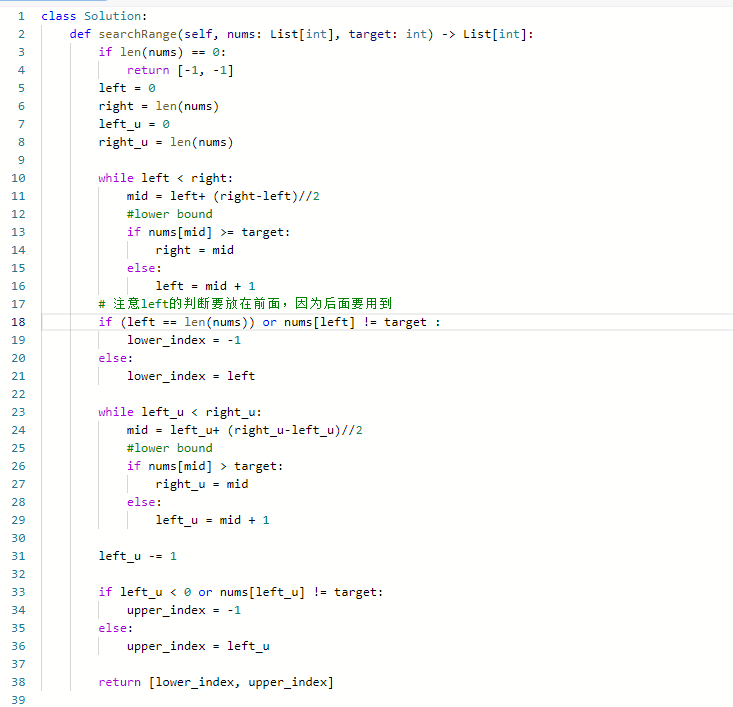 1 class Solution:
2     def searchRange(self, nums: List[int], target: int) -> List[int]:
3         if len(nums) == 0:
4             return [-1, -1]
5         left = 0
6         right = len(nums)
7         left_u = 0
8         right_u = len(nums)
9
10         while left < right:
11             mid = left+ (right-left)//2
12             #lower bound
13             if nums[mid] >= target:
14                 right = mid
15             else:
16                 left = mid + 1
17         # 注意left的判断要放在前面，因为后面要用到
18         if (left == len(nums)) or nums[left] != target :
19             lower_index = -1
20         else:
21             lower_index = left
22
23         while left_u < right_u:
24             mid = left_u+ (right_u-left_u)//2
25             #lower bound
26             if nums[mid] > target:
27                 right_u = mid
28             else:
29                 left_u = mid + 1
30
31         left_u -= 1
32
33         if left_u < 0 or nums[left_u] != target:
34             upper_index = -1
35         else:
36             upper_index = left_u
37
38         return [lower_index, upper_index]
39